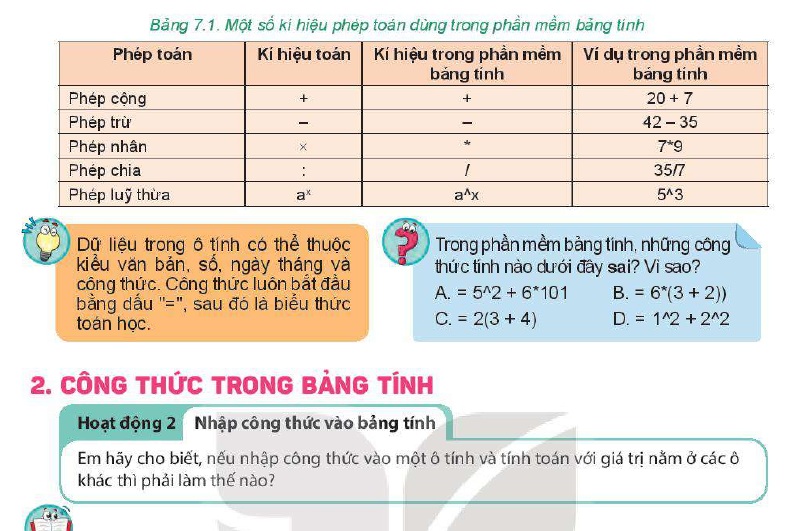 Bảng 7.1. Một số kí hiệu phép toán dùng trong phần mềm bảng tính
Phép toán Kí hiệu toán Kí hiệu trong phần mềm bảng tính Ví dụ trong phần mềm bảng tính
Phép cộng + + 20 + 7
Phép trừ – – 42 – 35
Phép nhân × * 7*9
Phép chia : / 35/7
Phép luỹ thừa aˣ a^x 5^3
Dữ liệu trong ô tính có thể thuộc
kiểu văn bản, số, ngày tháng và
công thức. Công thức luôn bắt đầu
bằng dấu "=", sau đó là biểu thức
toán học.
Trong phần mềm bảng tính, những công
thức tính nào dưới đây sai? Vì sao?
A. = 5^2 + 6*101 B. = 6*(3 + 2))
C. = 2(3 + 4) D. = 1^2 + 2^2
2. CÔNG THỨC TRONG BẢNG TÍNH
Hoạt động 2 Nhập công thức vào bảng tính
Em hãy cho biết, nếu nhập công thức vào một ô tính và tính toán với giá trị nằm ở các ô
khác thì phải làm thế nào?